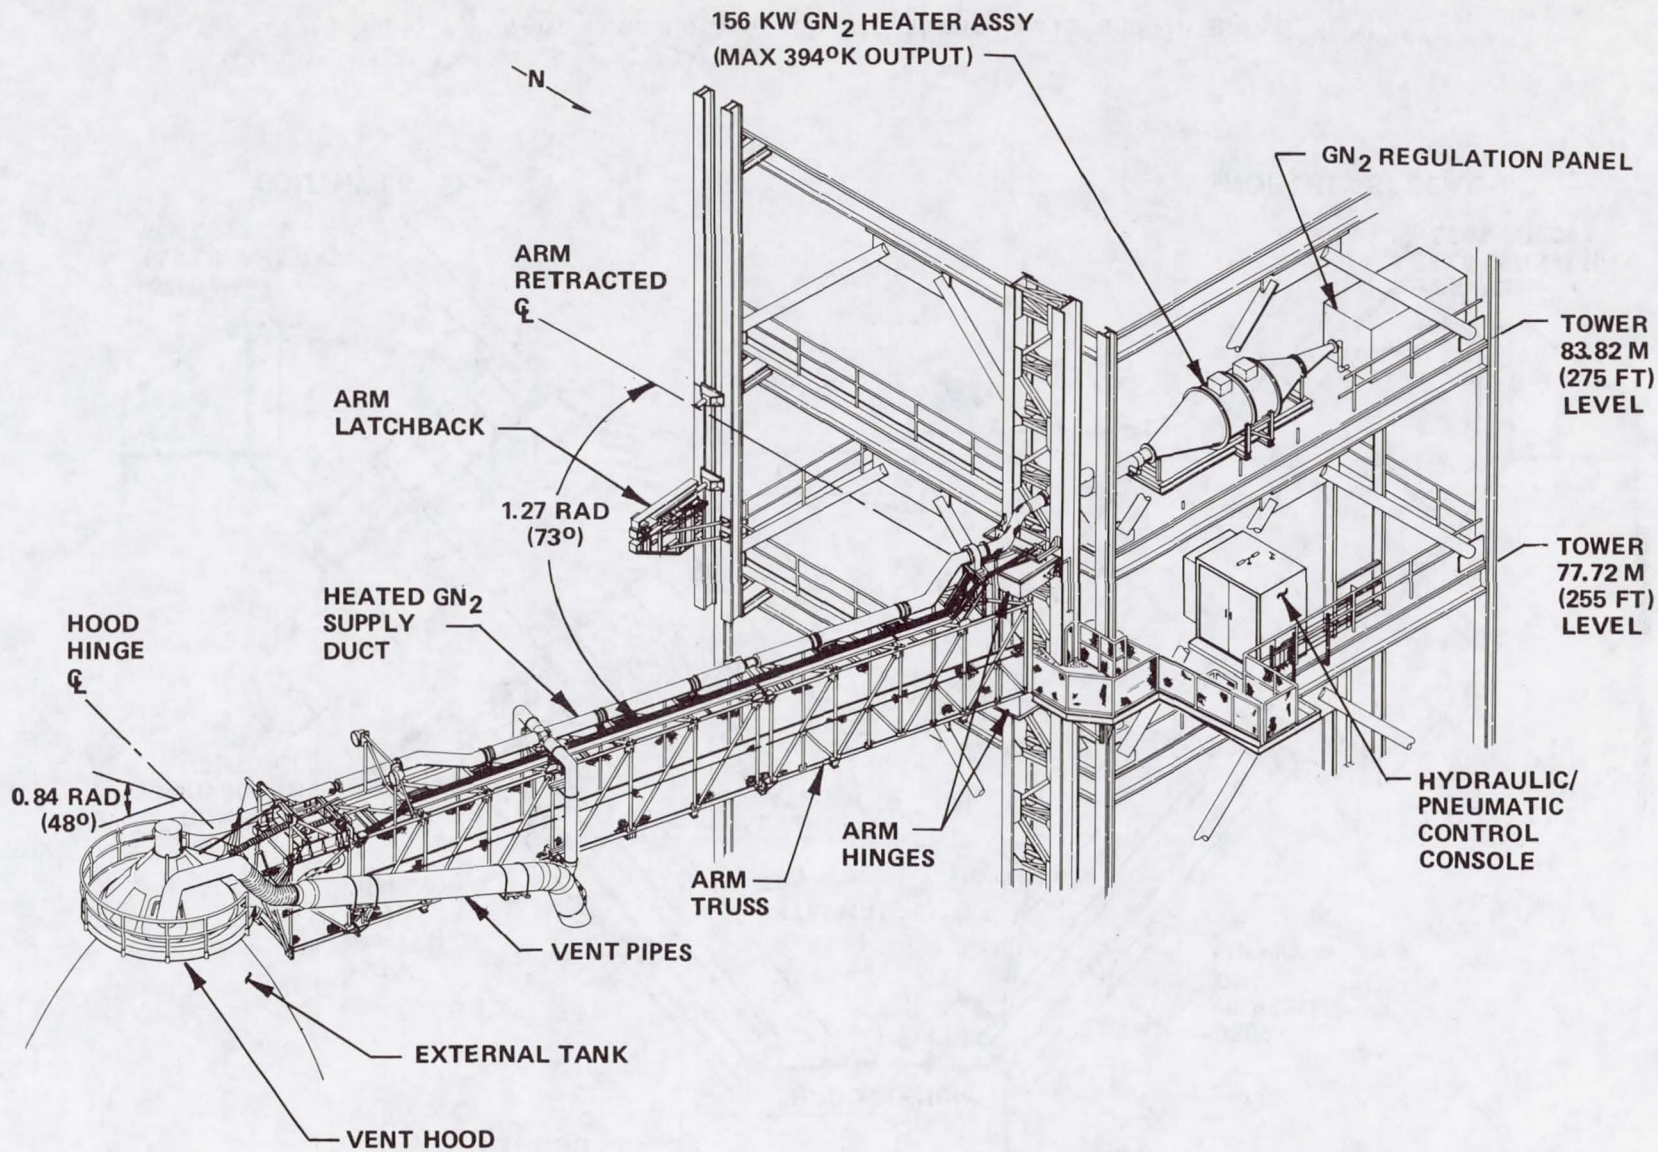 156 KW GN2 HEATER ASSY
(MAX 394°K OUTPUT)
N
GN2 REGULATION PANEL
ARM
RETRACTED
℄
TOWER
83.82 M
(275 FT)
LEVEL
ARM
LATCHBACK
1.27 RAD
(73°)
TOWER
77.72 M
(255 FT)
LEVEL
HEATED GN2
SUPPLY
DUCT
HOOD
HINGE
℄
0.84 RAD
(48°)
HYDRAULIC/
PNEUMATIC
CONTROL
CONSOLE
ARM
HINGES
ARM
TRUSS
VENT PIPES
EXTERNAL TANK
VENT HOOD